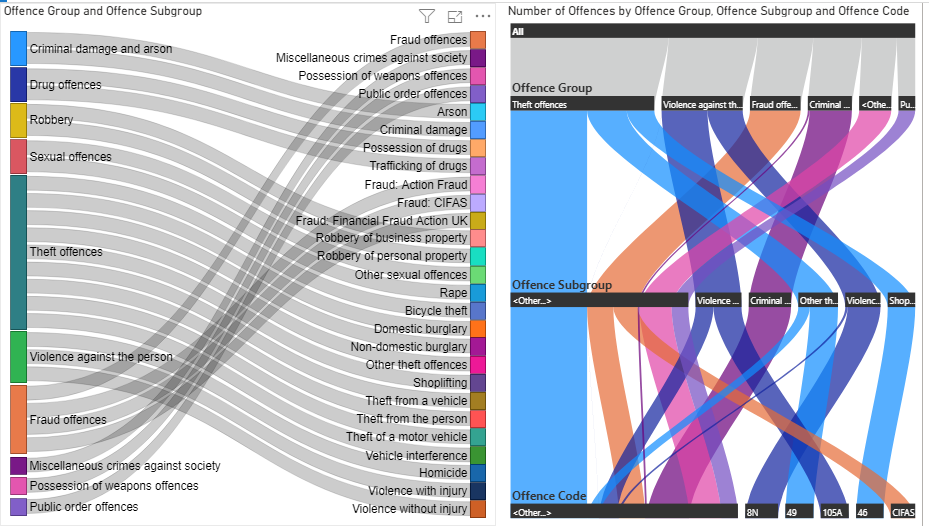 Offence Group and Offence Subgroup
Criminal damage and arson
Drug offences
Robbery
Sexual offences
Theft offences
Violence against the person
Fraud offences
Miscellaneous crimes against society
Possession of weapons offences
Public order offences
Fraud offences
Miscellaneous crimes against society
Possession of weapons offences
Public order offences
Arson
Criminal damage
Possession of drugs
Trafficking of drugs
Fraud: Action Fraud
Fraud: CIFAS
Fraud: Financial Fraud Action UK
Robbery of business property
Robbery of personal property
Other sexual offences
Rape
Bicycle theft
Domestic burglary
Non-domestic burglary
Other theft offences
Shoplifting
Theft from a vehicle
Theft from the person
Theft of a motor vehicle
Vehicle interference
Homicide
Violence with injury
Violence without injury
Number of Offences by Offence Group, Offence Subgroup and Offence Code
All
Offence Group
Theft offences Violence against th... Fraud offe... Criminal ... <Othe... Pu...
Offence Subgroup
<Other...> Violence ... Criminal ... Other th... Violenc... Shop...
Offence Code
<Other...> 8N 49 105A 46 CIFAS